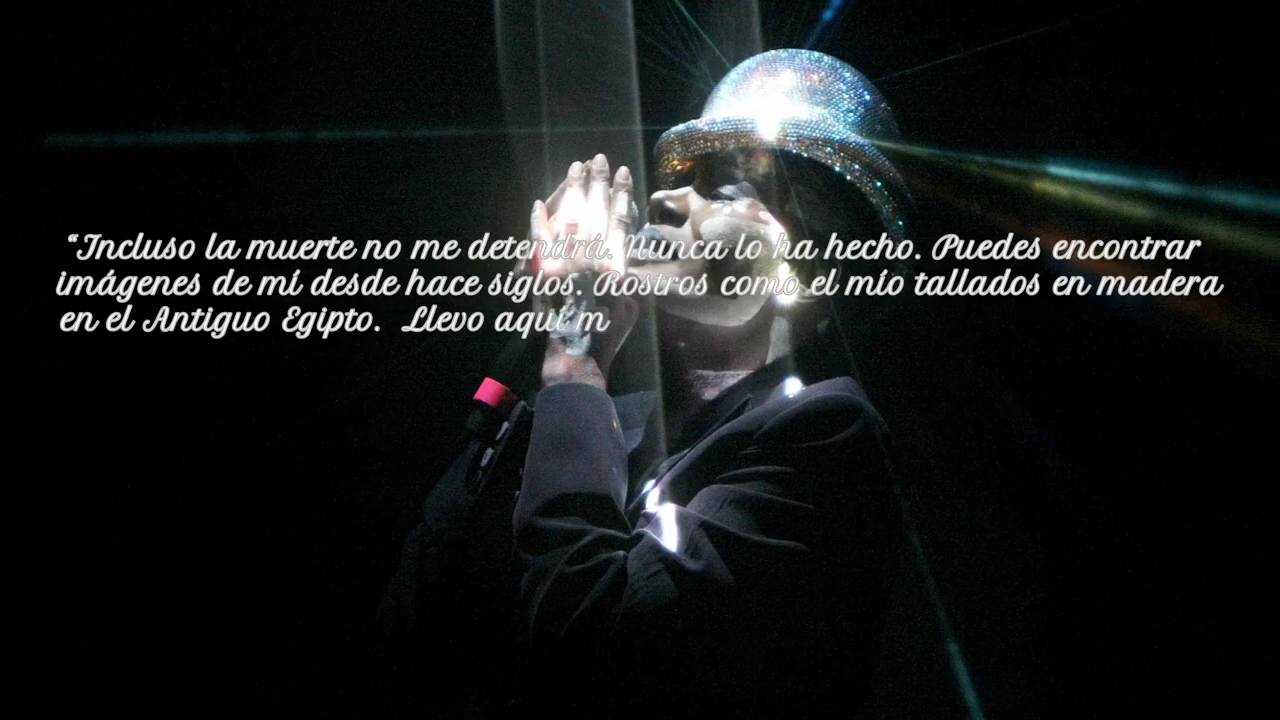 “Incluso la muerte no me detendrá. Nunca lo ha hecho. Puedes encontrar
imágenes de mí desde hace siglos. Rostros como el mío tallados en madera
en el Antiguo Egipto. Llevo aquí m